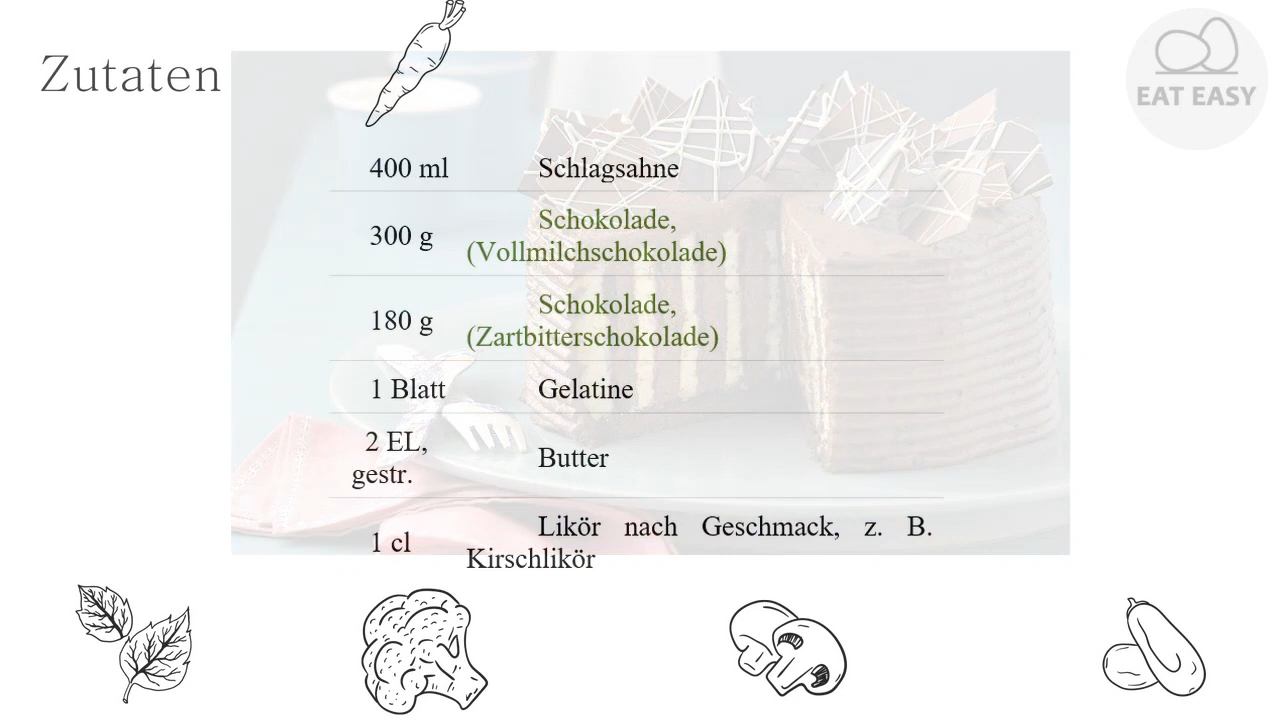 Zutaten
EAT EASY
400 ml Schlagsahne
300 g Schokolade,
(Vollmilchschokolade)
180 g Schokolade,
(Zartbitterschokolade)
1 Blatt Gelatine
2 EL,
gestr. Butter
1 cl Likör nach Geschmack, z. B.
Kirschlikör